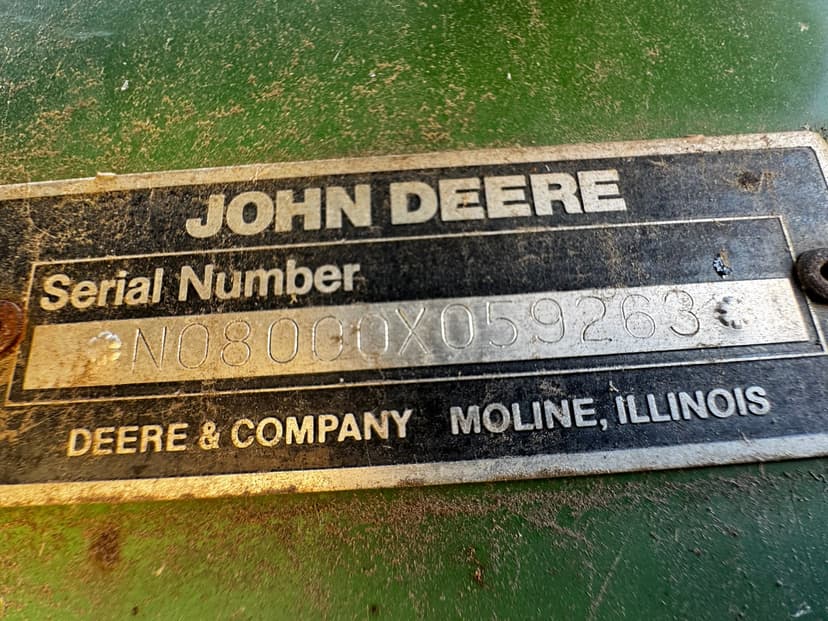 JOHN DEERE
Serial Number
N08000X059263
DEERE & COMPANY MOLINE, ILLINOIS